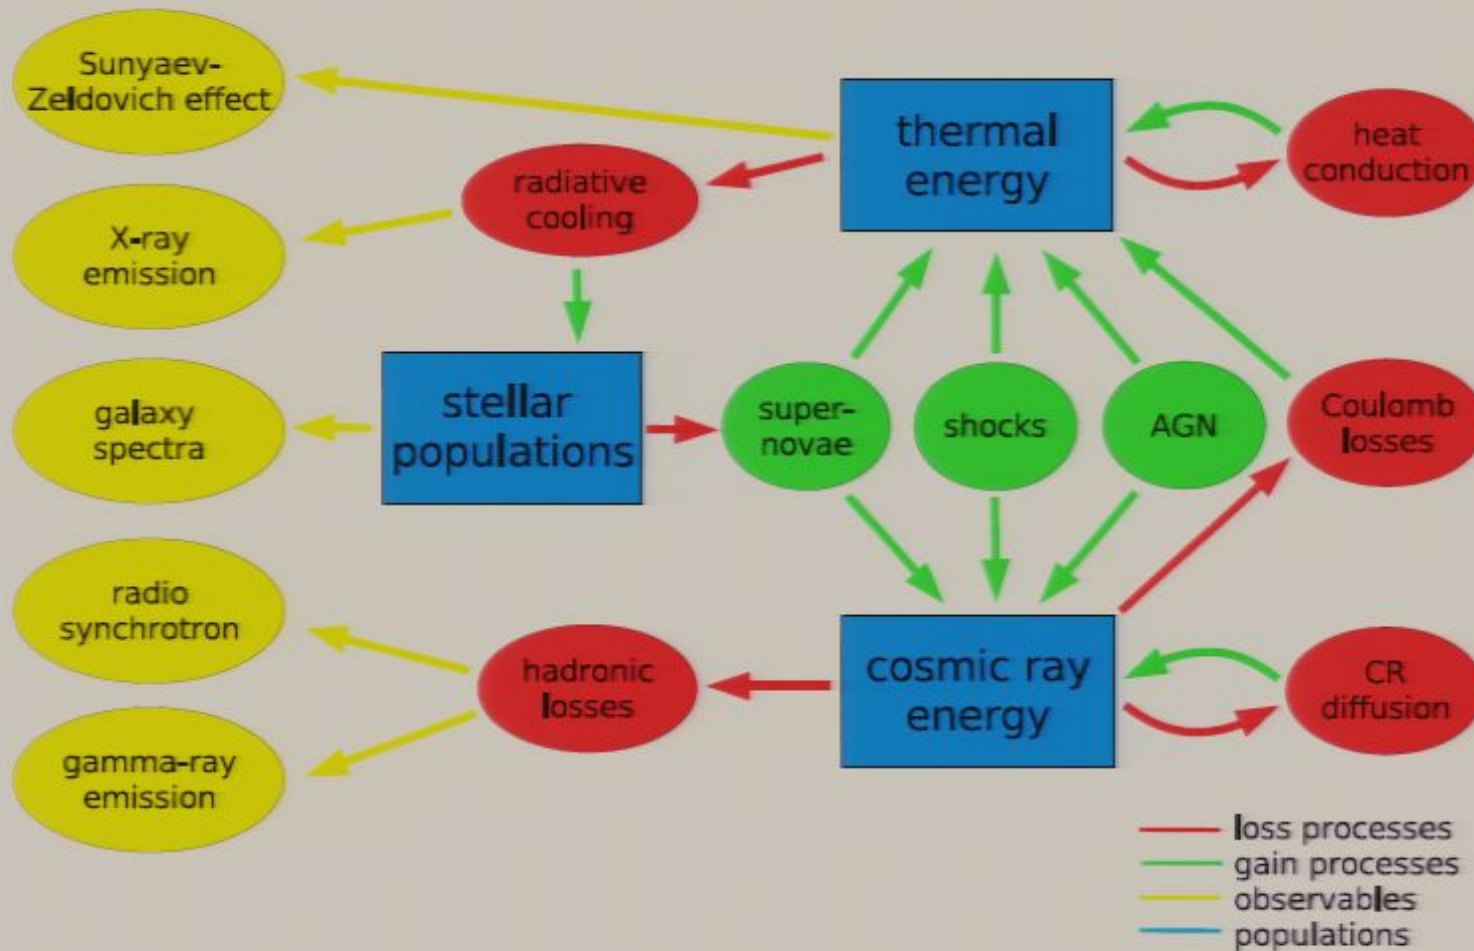 Sunyaev-
Zeldovich effect
thermal
energy
heat
conduction
radiative
cooling
X-ray
emission
galaxy
spectra
stellar
populations
super-
novae
shocks
AGN
Coulomb
losses
radio
synchrotron
hadronic
losses
cosmic ray
energy
CR
diffusion
gamma-ray
emission
loss processes
gain processes
observables
populations